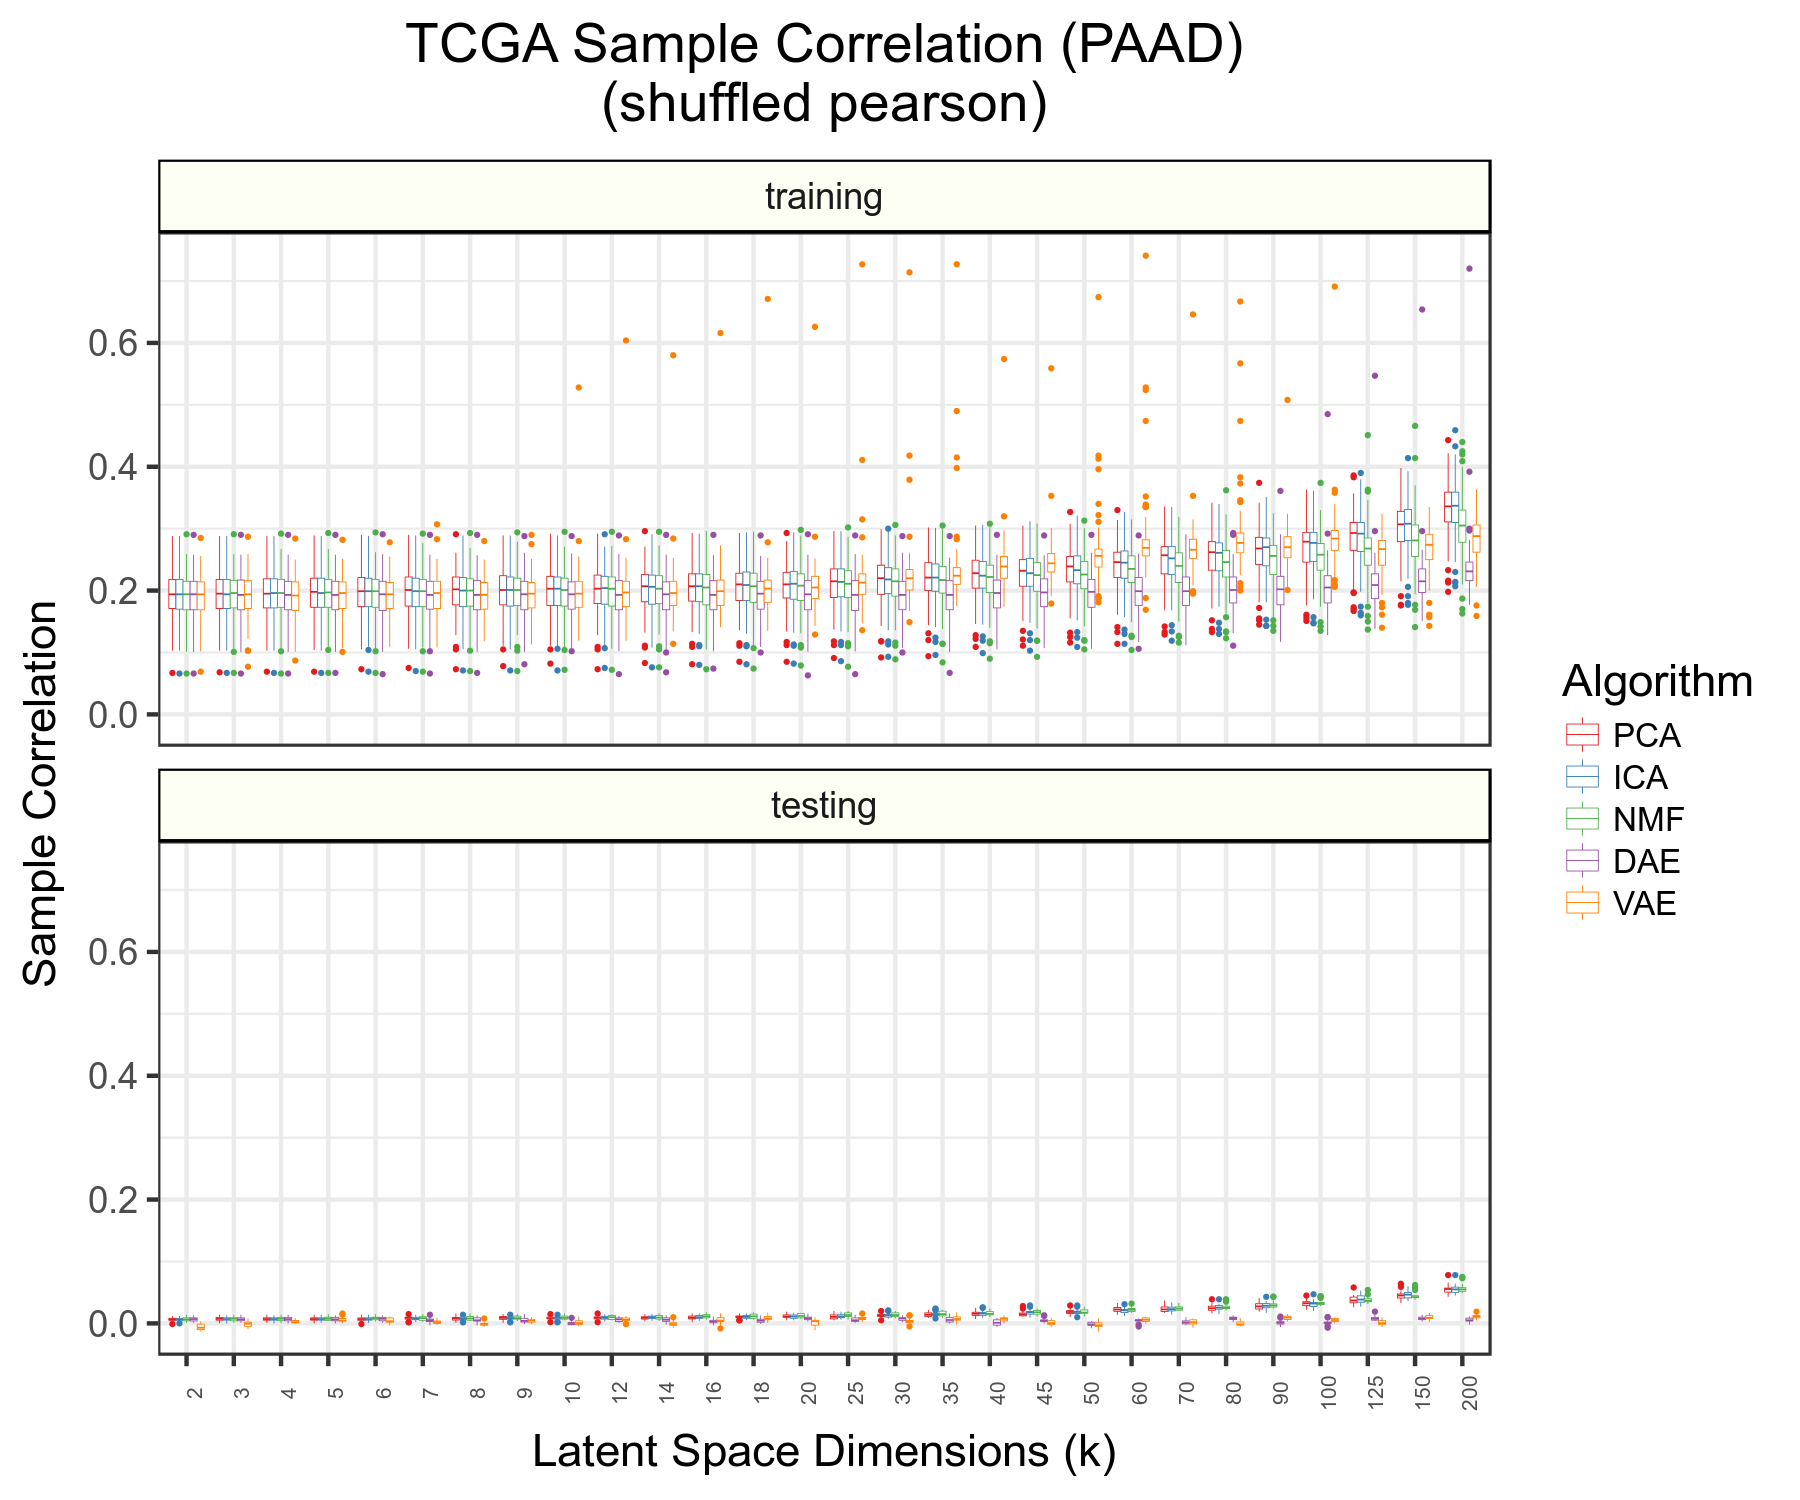 TCGA Sample Correlation (PAAD)
(shuffled pearson)
training
0.6
0.4
0.2
0.0
testing
0.6
0.4
0.2
0.0
Sample Correlation
2 3 4 5 6 7 8 9 10 12 14 16 18 20 25 30 35 40 45 50 60 70 80 90 100 125 150 200
Latent Space Dimensions (k)
Algorithm
PCA
ICA
NMF
DAE
VAE